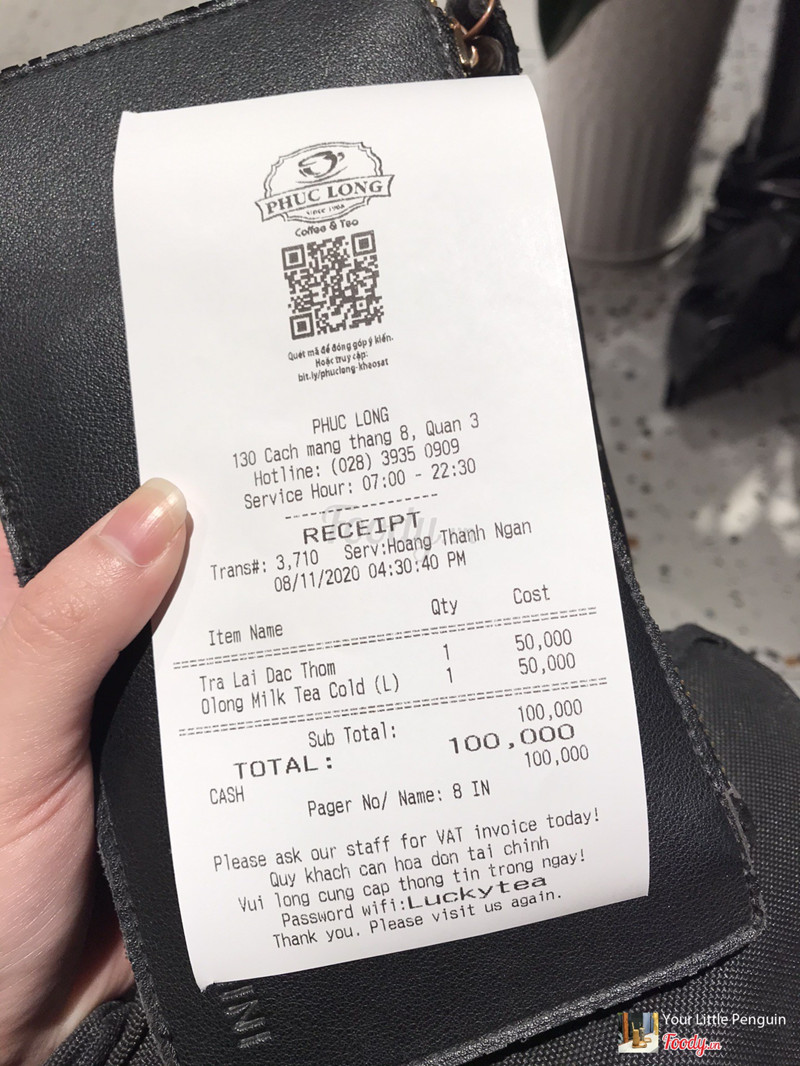 PHUC LONG
SINCE 1968
Coffee & Tea
Quét mã để đóng góp ý kiến.
Hoặc truy cập:
bit.ly/phuclong-khaosat
PHUC LONG
130 Cach mang thang 8, Quan 3
Hotline: (028) 3935 0909
Service Hour: 07:00 - 22:30
RECEIPT
Trans#: 3,710 Serv:Hoang Thanh Ngan
08/11/2020 04:30:40 PM
Item Name Qty Cost
Tra Lai Dac Thom 1 50,000
Olong Milk Tea Cold (L) 1 50,000
Sub Total: 100,000
TOTAL: 100,000
CASH 100,000
Pager No/ Name: 8 IN
Please ask our staff for VAT invoice today!
Quy khach can hoa don tai chinh
Vui long cung cap thong tin trong ngay!
Password wifi:Luckytea
Thank you. Please visit us again.
Your Little Penguin
Foody.vn